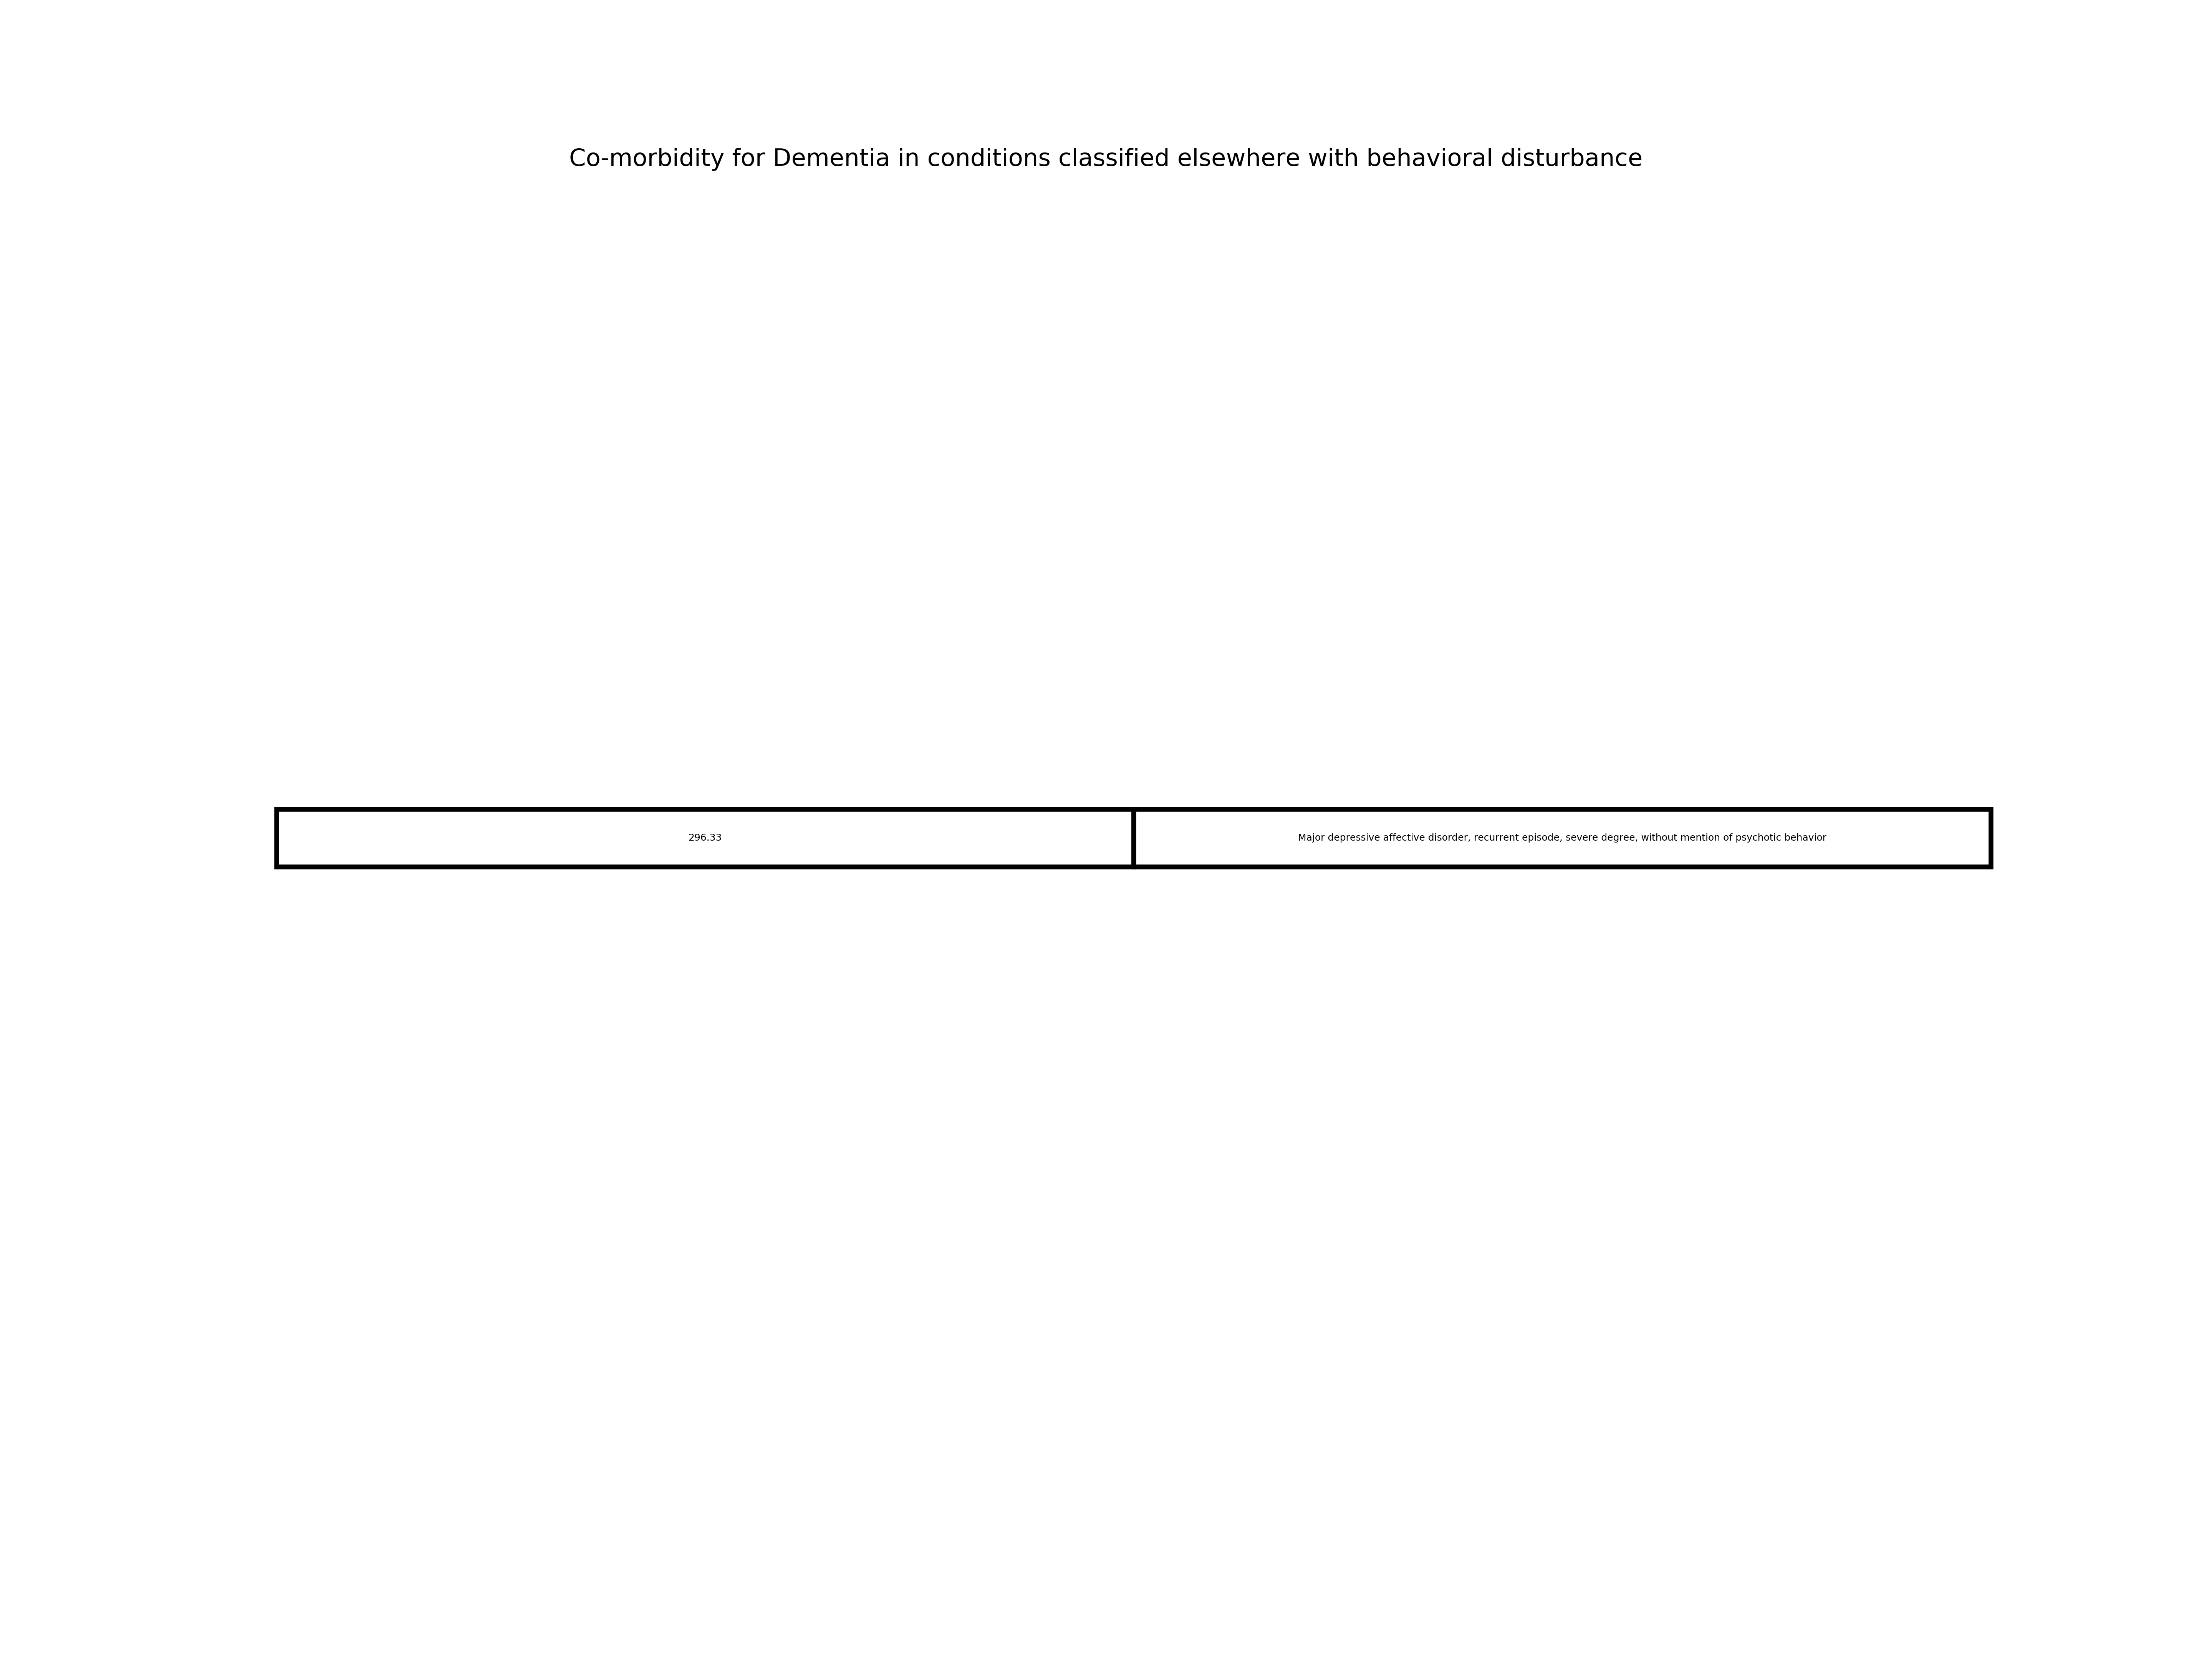 Co-morbidity for Dementia in conditions classified elsewhere with behavioral disturbance
296.33
Major depressive affective disorder, recurrent episode, severe degree, without mention of psychotic behavior